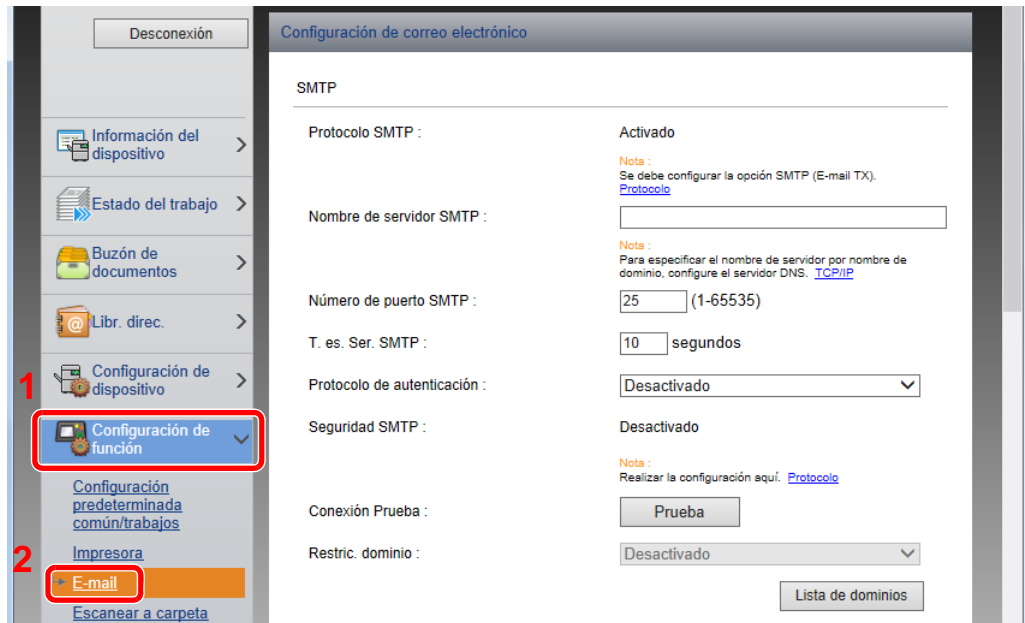 Desconexión
Información del
dispositivo
Estado del trabajo
Buzón de
documentos
Libr. direc.
1
Configuración de
dispositivo
Configuración de
función
Configuración
predeterminada
común/trabajos
Impresora
2
E-mail
Escanear a carpeta
Configuración de correo electrónico
SMTP
Protocolo SMTP :
Activado
Nota :
Se debe configurar la opción SMTP (E-mail TX).
Protocolo
Nombre de servidor SMTP :
Nota :
Para especificar el nombre de servidor por nombre de
dominio, configure el servidor DNS. TCP/IP
Número de puerto SMTP :
25 (1-65535)
T. es. Ser. SMTP :
10 segundos
Protocolo de autenticación :
Desactivado
Seguridad SMTP :
Desactivado
Nota :
Realizar la configuración aquí. Protocolo
Conexión Prueba :
Prueba
Restric. dominio :
Desactivado
Lista de dominios